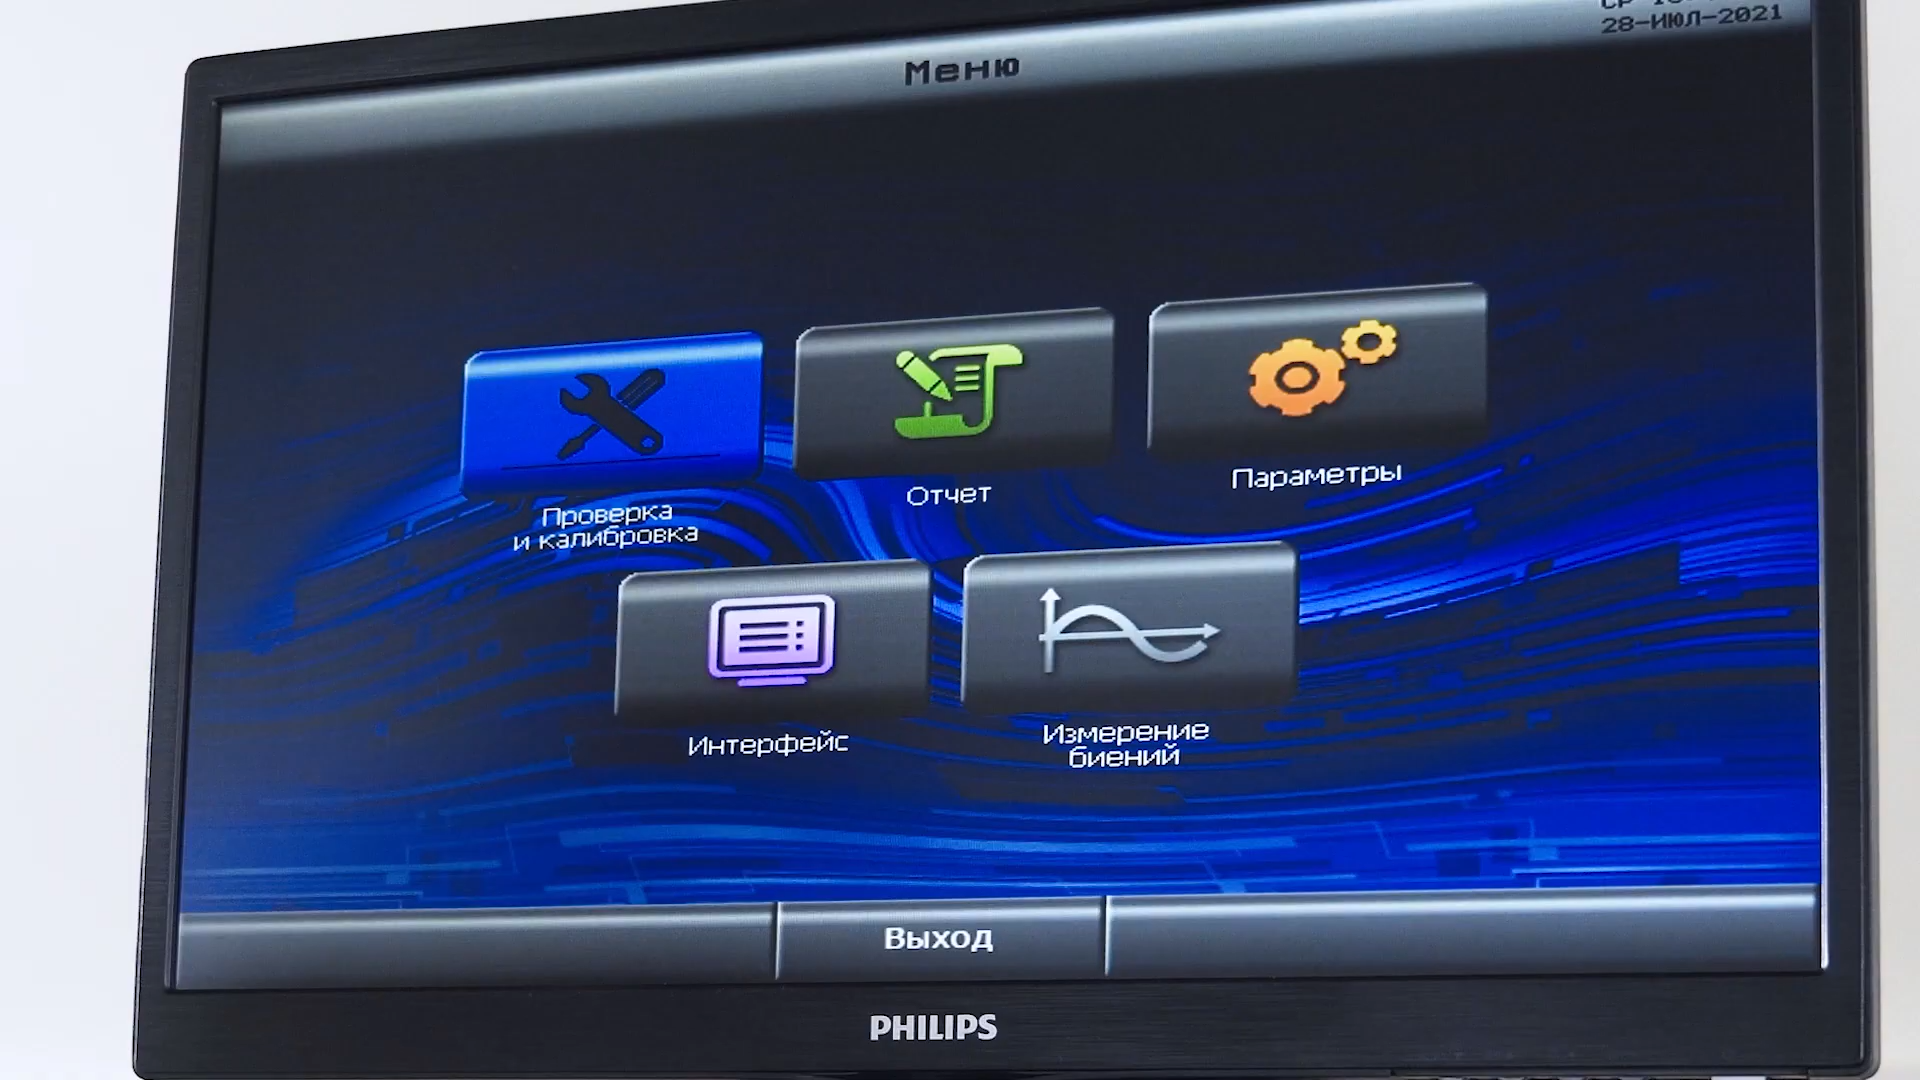 28-ИЮЛ-2021
Меню
Проверка
и калибровка
Отчет
Параметры
Интерфейс
Измерение
биений
Выход
PHILIPS